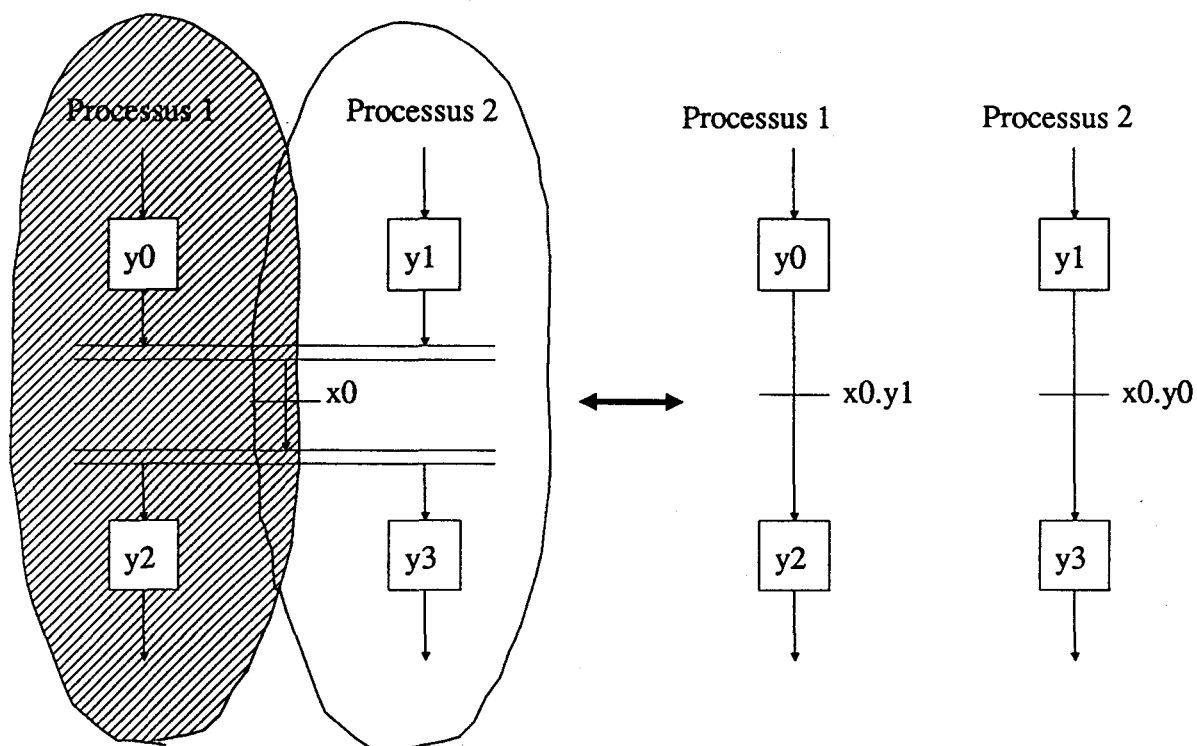 Processus 1
Processus 2
Processus 1
Processus 2
y0
y1
y0
y1
x0
x0.y1
x0.y0
y2
y3
y2
y3